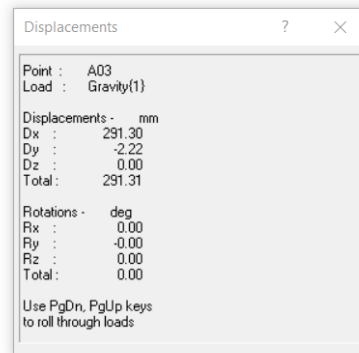 Displacements ?
Point : A03
Load : Gravity{1}
Displacements - mm
Dx : 291.30
Dy : -2.22
Dz : 0.00
Total : 291.31
Rotations - deg
Rx : 0.00
Ry : -0.00
Rz : 0.00
Total : 0.00
Use PgDn, PgUp keys
to roll through loads